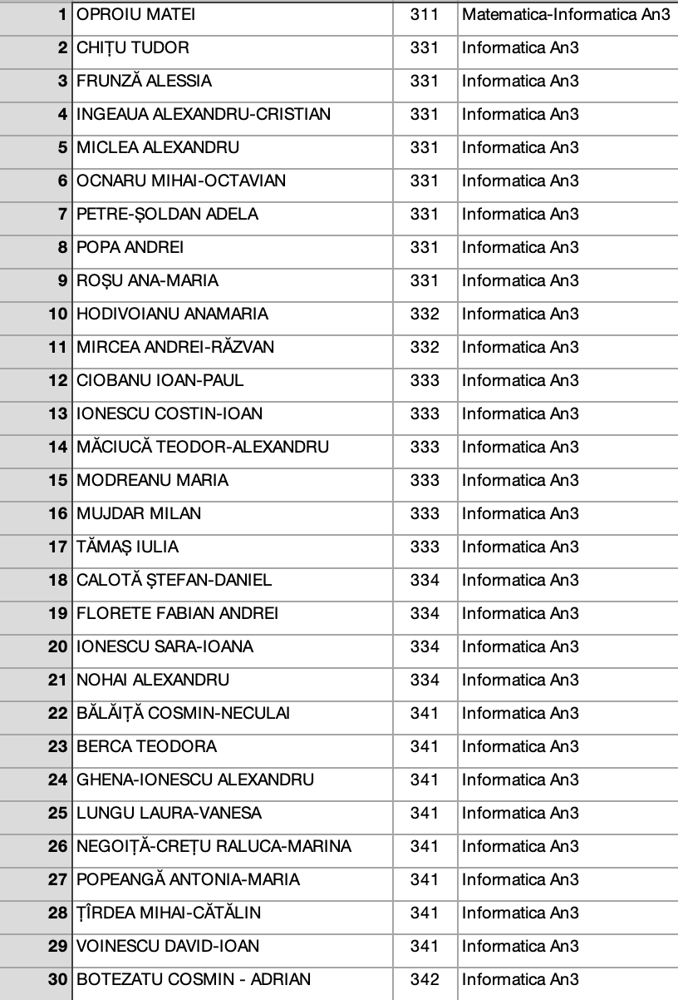 1 OPROIU MATEI 311 Matematica-Informatica An3
2 CHIȚU TUDOR 331 Informatica An3
3 FRUNZĂ ALESSIA 331 Informatica An3
4 INGEAUA ALEXANDRU-CRISTIAN 331 Informatica An3
5 MICLEA ALEXANDRU 331 Informatica An3
6 OCNARU MIHAI-OCTAVIAN 331 Informatica An3
7 PETRE-ȘOLDAN ADELA 331 Informatica An3
8 POPA ANDREI 331 Informatica An3
9 ROȘU ANA-MARIA 331 Informatica An3
10 HODIVOIANU ANAMARIA 332 Informatica An3
11 MIRCEA ANDREI-RĂZVAN 332 Informatica An3
12 CIOBANU IOAN-PAUL 333 Informatica An3
13 IONESCU COSTIN-IOAN 333 Informatica An3
14 MĂCIUCĂ TEODOR-ALEXANDRU 333 Informatica An3
15 MODREANU MARIA 333 Informatica An3
16 MUJDAR MILAN 333 Informatica An3
17 TĂMAȘ IULIA 333 Informatica An3
18 CALOTĂ ȘTEFAN-DANIEL 334 Informatica An3
19 FLORETE FABIAN ANDREI 334 Informatica An3
20 IONESCU SARA-IOANA 334 Informatica An3
21 NOHAI ALEXANDRU 334 Informatica An3
22 BĂLĂIȚĂ COSMIN-NECULAI 341 Informatica An3
23 BERCA TEODORA 341 Informatica An3
24 GHENA-IONESCU ALEXANDRU 341 Informatica An3
25 LUNGU LAURA-VANESA 341 Informatica An3
26 NEGOIȚĂ-CREȚU RALUCA-MARINA 341 Informatica An3
27 POPEANGĂ ANTONIA-MARIA 341 Informatica An3
28 ȚÎRDEA MIHAI-CĂTĂLIN 341 Informatica An3
29 VOINESCU DAVID-IOAN 341 Informatica An3
30 BOTEZATU COSMIN - ADRIAN 342 Informatica An3